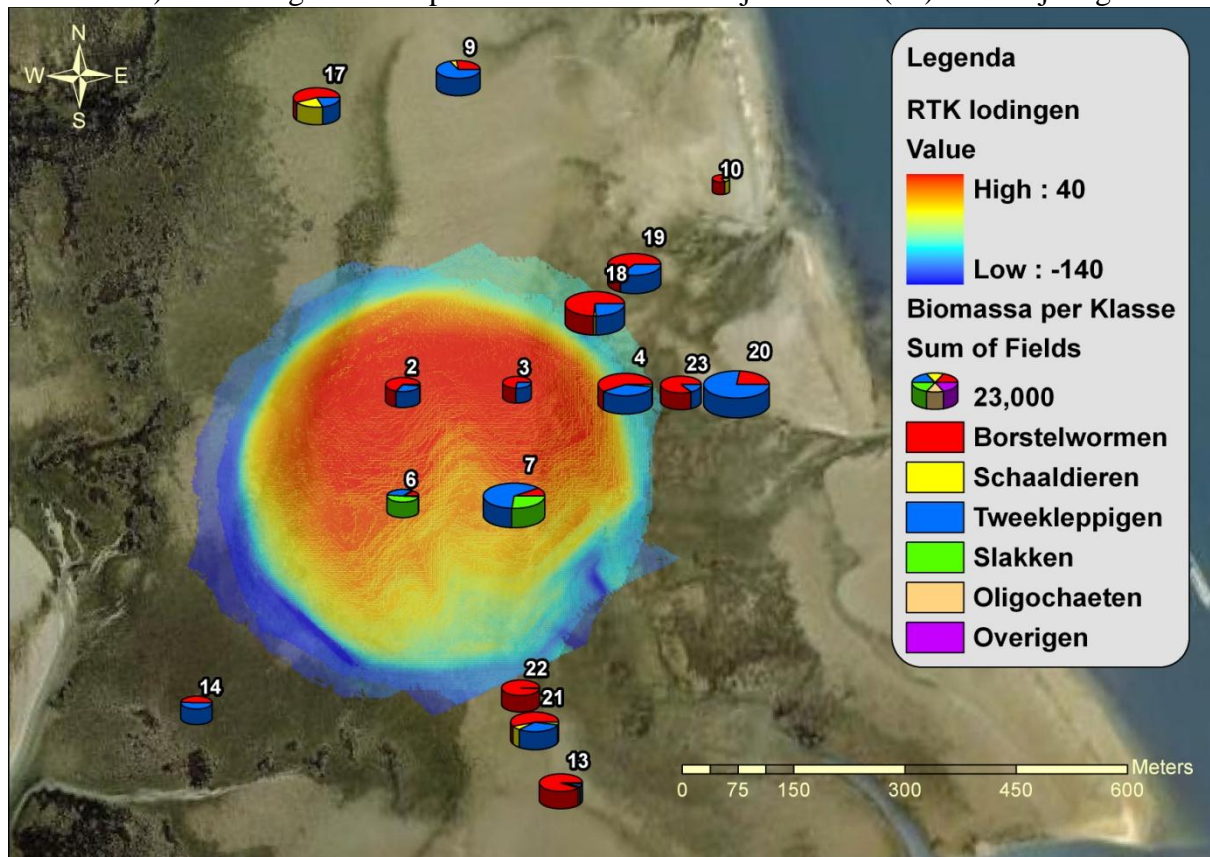 N
W E
S
9
17
10
19
18
2
3
4
23
20
6
7
22
21
14
13
Legenda
RTK lodingen
Value
High : 40
Low : -140
Biomassa per Klasse
Sum of Fields
23,000
Borstelwormen
Schaaldieren
Tweekleppigen
Slakken
Oligochaeten
Overigen
Meters
0 75 150 300 450 600